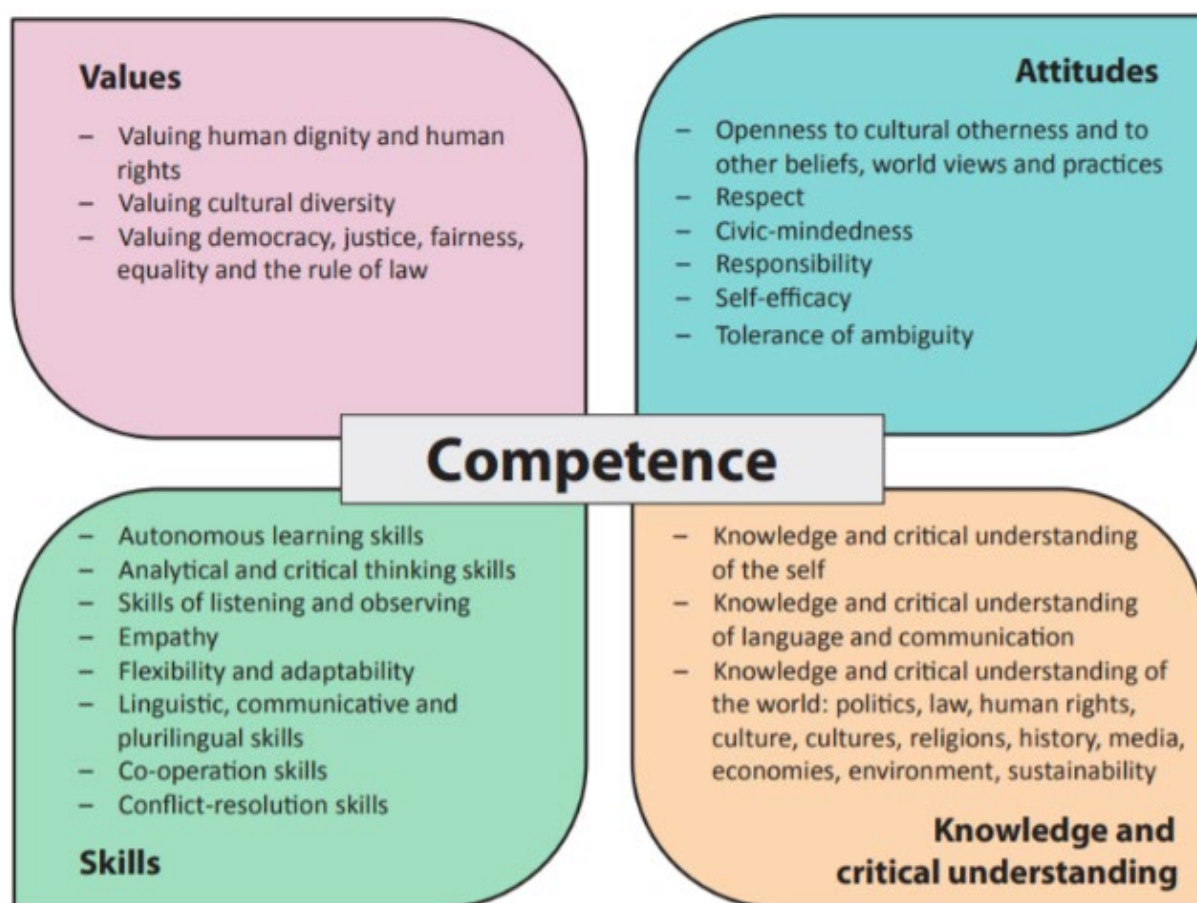 Values
– Valuing human dignity and human
rights
– Valuing cultural diversity
– Valuing democracy, justice, fairness,
equality and the rule of law
Attitudes
– Openness to cultural otherness and to
other beliefs, world views and practices
– Respect
– Civic-mindedness
– Responsibility
– Self-efficacy
– Tolerance of ambiguity
Competence
– Autonomous learning skills
– Analytical and critical thinking skills
– Skills of listening and observing
– Empathy
– Flexibility and adaptability
– Linguistic, communicative and
plurilingual skills
– Co-operation skills
– Conflict-resolution skills
Skills
– Knowledge and critical understanding
of the self
– Knowledge and critical understanding
of language and communication
– Knowledge and critical understanding of
the world: politics, law, human rights,
culture, cultures, religions, history, media,
economies, environment, sustainability
Knowledge and
critical understanding